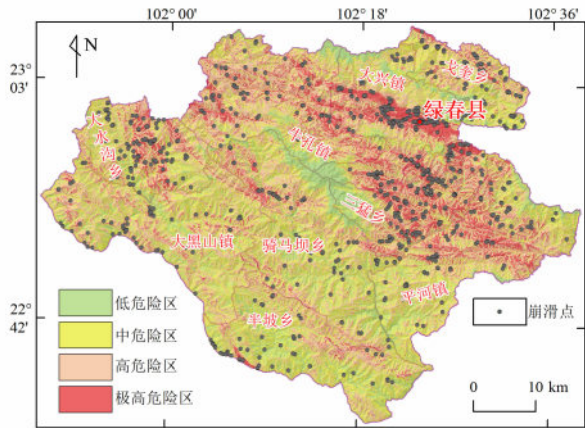 102° 00′ 102° 18′ 102° 36′
N
23°
03′
22°
42′
大兴镇
戈奎乡
绿春县
大水沟乡
牛孔镇
三猛乡
大黑山镇
骑马坝乡
平河镇
半坡乡
低危险区
中危险区
高危险区
极高危险区
崩滑点
0 10 km